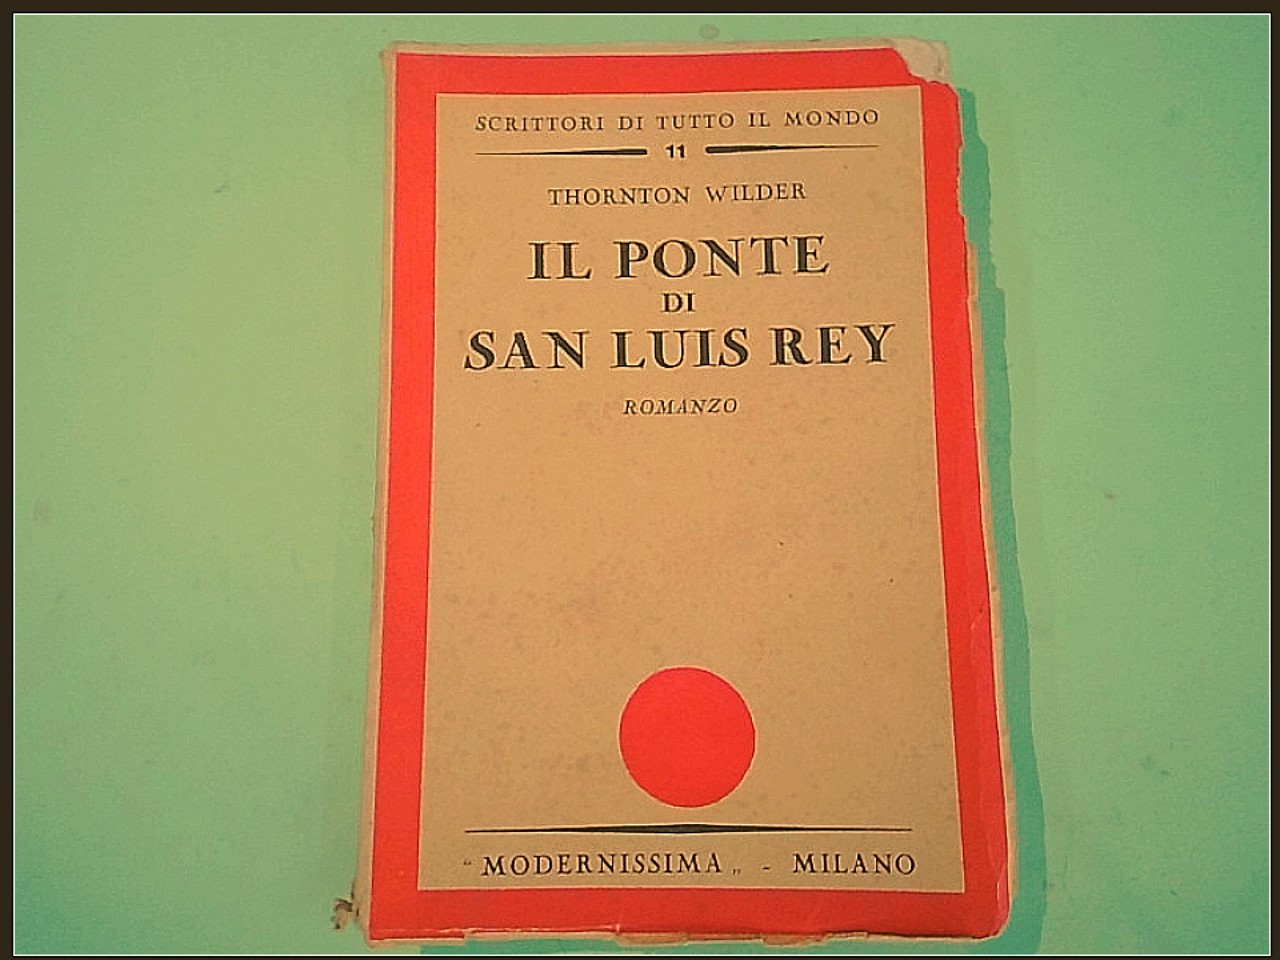 SCRITTORI DI TUTTO IL MONDO
11
THORNTON WILDER
IL PONTE
DI
SAN LUIS REY
ROMANZO
“ MODERNISSIMA „ - MILANO